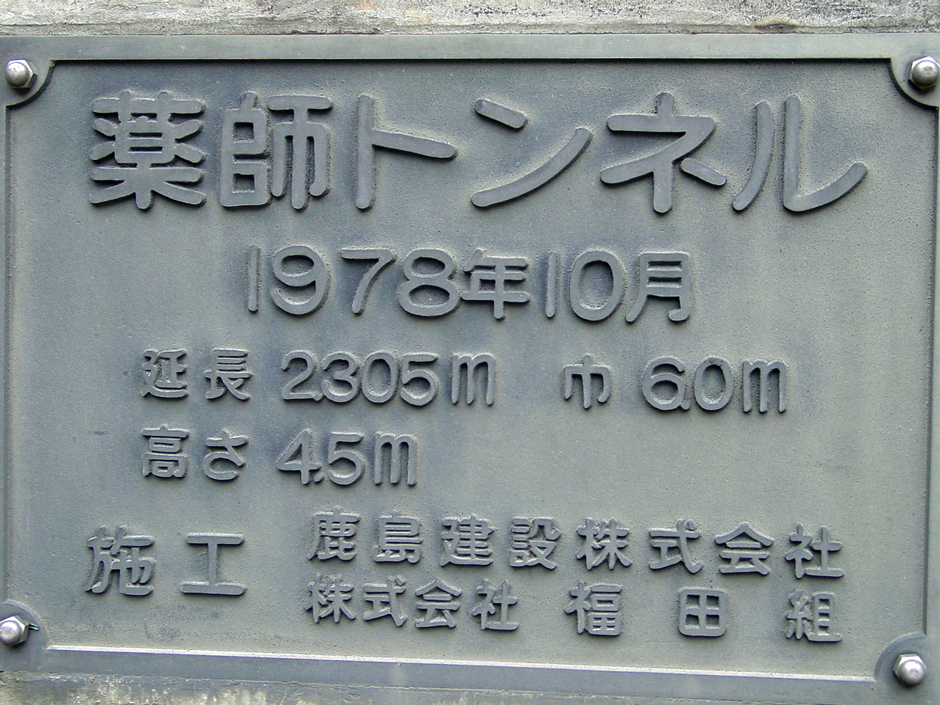 薬師トンネル
1978年10月
延長 2,305m 巾 6.0m
高さ 4.5m
施工 鹿島建設株式会社
株式会社 福田組